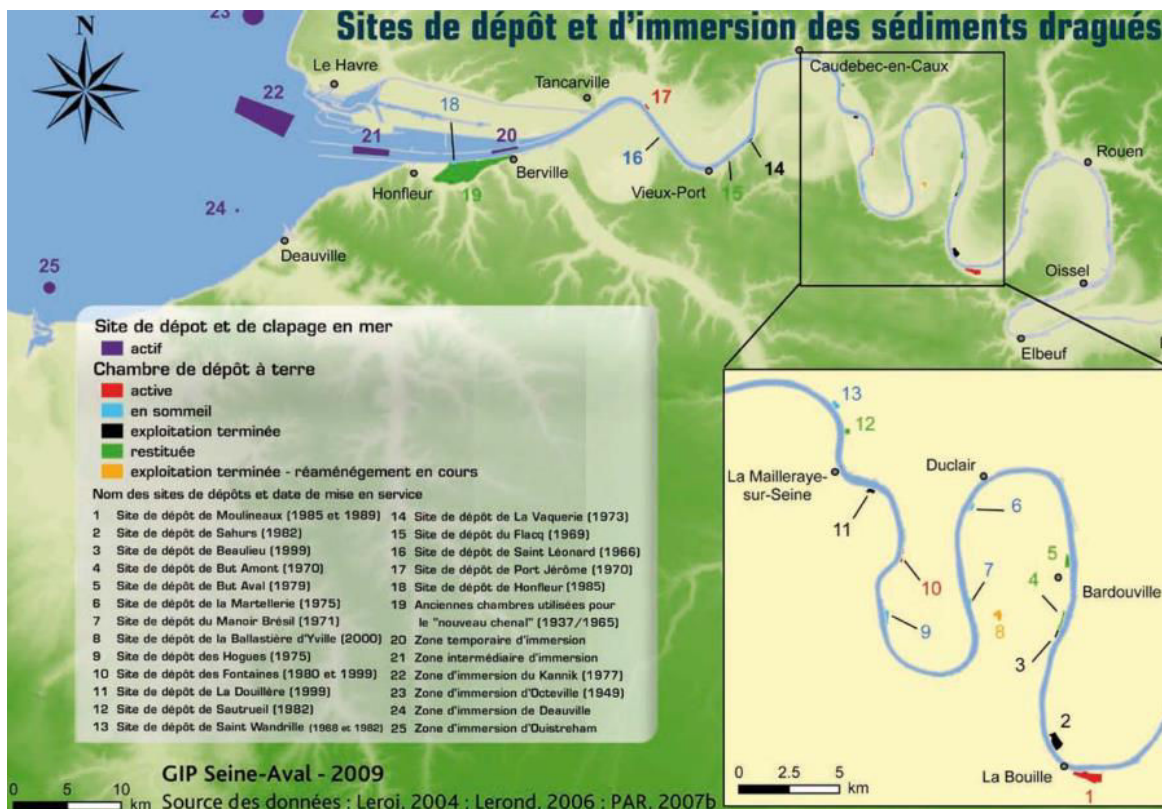 Sites de dépôt et d'immersion des sédiments dragués
N
23
Le Havre
22
21
18
Tancarville
17
20
16
Caudebec-en-Caux
14
15
Vieux-Port
Berville
19
Honfleur
Rouen
24
Deauville
25
Oissel
Elbeuf
Site de dépot et de clapage en mer
actif
Chambre de dépôt à terre
active
en sommeil
exploitation terminée
restituée
exploitation terminée - réaménégement en cours
Nom des sites de dépôts et date de mise en service
1 Site de dépôt de Moulineaux (1985 et 1989)
2 Site de dépôt de Sahurs (1982)
3 Site de dépôt de Beaulieu (1999)
4 Site de dépôt de But Amont (1970)
5 Site de dépôt de But Aval (1979)
6 Site de dépôt de la Martellerie (1975)
7 Site de dépôt du Manoir Brésil (1971)
8 Site de dépôt de la Ballastière d'Yville (2000)
9 Site de dépôt des Hogues (1975)
10 Site de dépôt des Fontaines (1980 et 1999)
11 Site de dépôt de La Douillère (1999)
12 Site de dépôt de Sautrueil (1982)
13 Site de dépôt de Saint Wandrille (1968 et 1982)
14 Site de dépôt de La Vaquerie (1973)
15 Site de dépôt du Flacq (1969)
16 Site de dépôt de Saint Léonard (1966)
17 Site de dépôt de Port Jérôme (1970)
18 Site de dépôt de Honfleur (1985)
19 Anciennes chambres utilisées pour
le "nouveau chenal" (1937/1965)
20 Zone temporaire d'immersion
21 Zone intermédiaire d'immersion
22 Zone d'immersion du Kannik (1977)
23 Zone d'immersion d'Octeville (1949)
24 Zone d'immersion de Deauville
25 Zone d'immersion d'Ouistreham
13
12
La Mailleraye-
sur-Seine
Duclair
11
6
5
10
7
4
Bardouville
9
8
3
2
La Bouille
1
0 2.5 5
km
GIP Seine-Aval - 2009
0 5 10
km
Source des données : Leroi, 2004 ; Lerond, 2006 ; PAR, 2007b